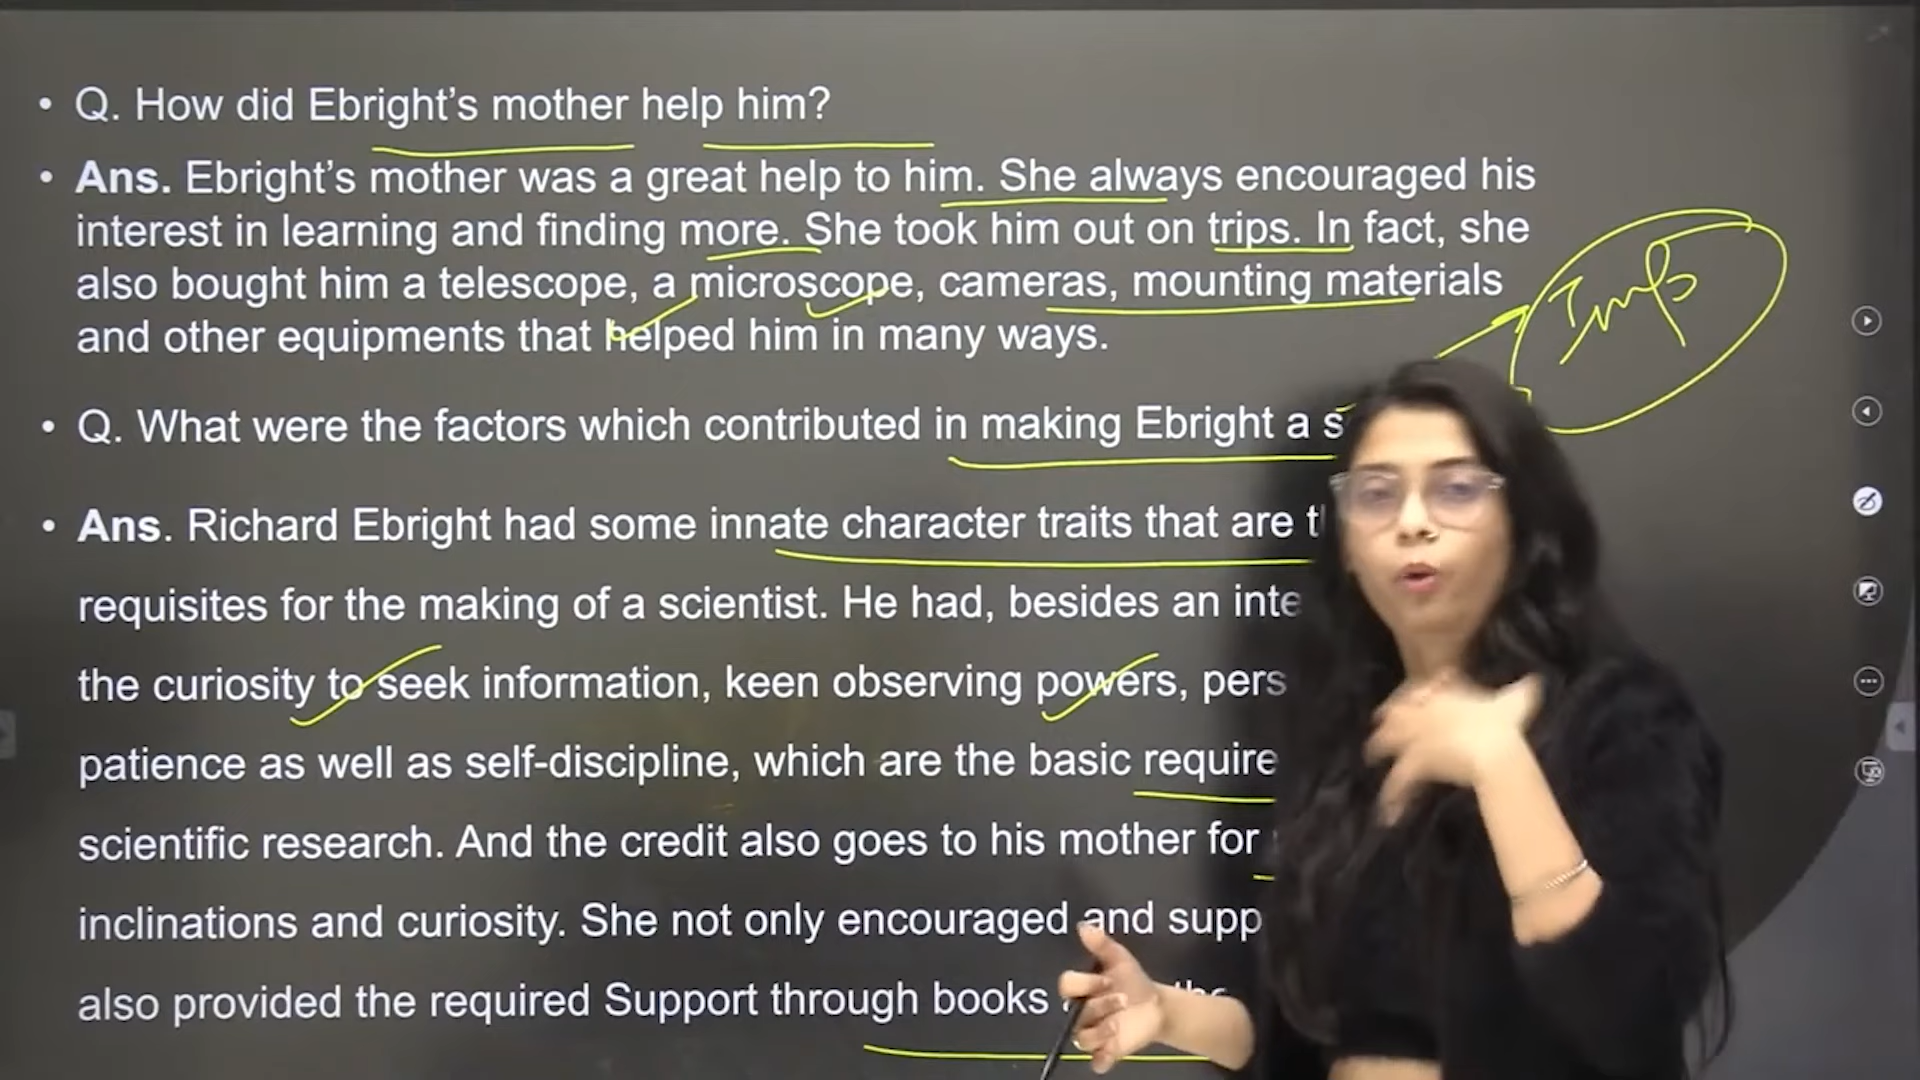 • Q. How did Ebright's mother help him?
• Ans. Ebright's mother was a great help to him. She always encouraged his
interest in learning and finding more. She took him out on trips. In fact, she
also bought him a telescope, a microscope, cameras, mounting materials
and other equipments that helped him in many ways.
Imp
• Q. What were the factors which contributed in making Ebright a
• Ans. Richard Ebright had some innate character traits that are
requisites for the making of a scientist. He had, besides an
the curiosity to seek information, keen observing powers,
patience as well as self-discipline, which are the basic
scientific research. And the credit also goes to his mother for
inclinations and curiosity. She not only encouraged and
also provided the required Support through books